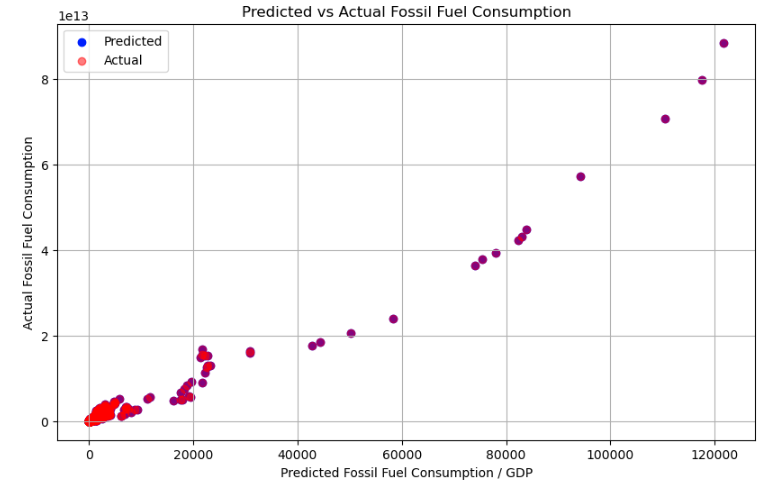 Predicted vs Actual Fossil Fuel Consumption
1e13
Predicted
Actual
8
6
4
2
0
Actual Fossil Fuel Consumption
0 20000 40000 60000 80000 100000 120000
Predicted Fossil Fuel Consumption / GDP